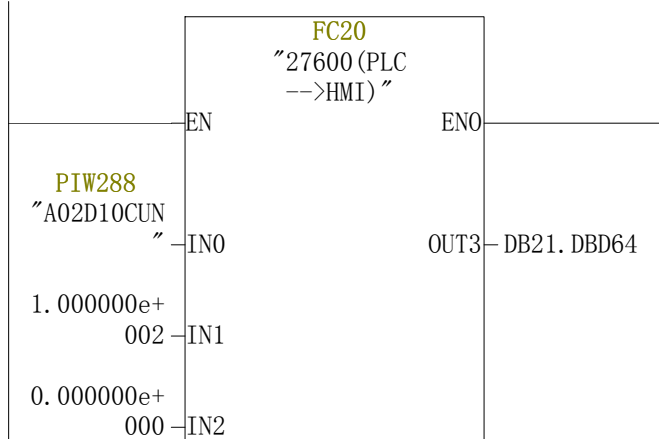 FC20
"27600(PLC
-->HMI)"
EN ENO
PIW288
"A02D10CUN
" IN0 OUT3 DB21.DBD64
1.000000e+
002 IN1
0.000000e+
000 IN2